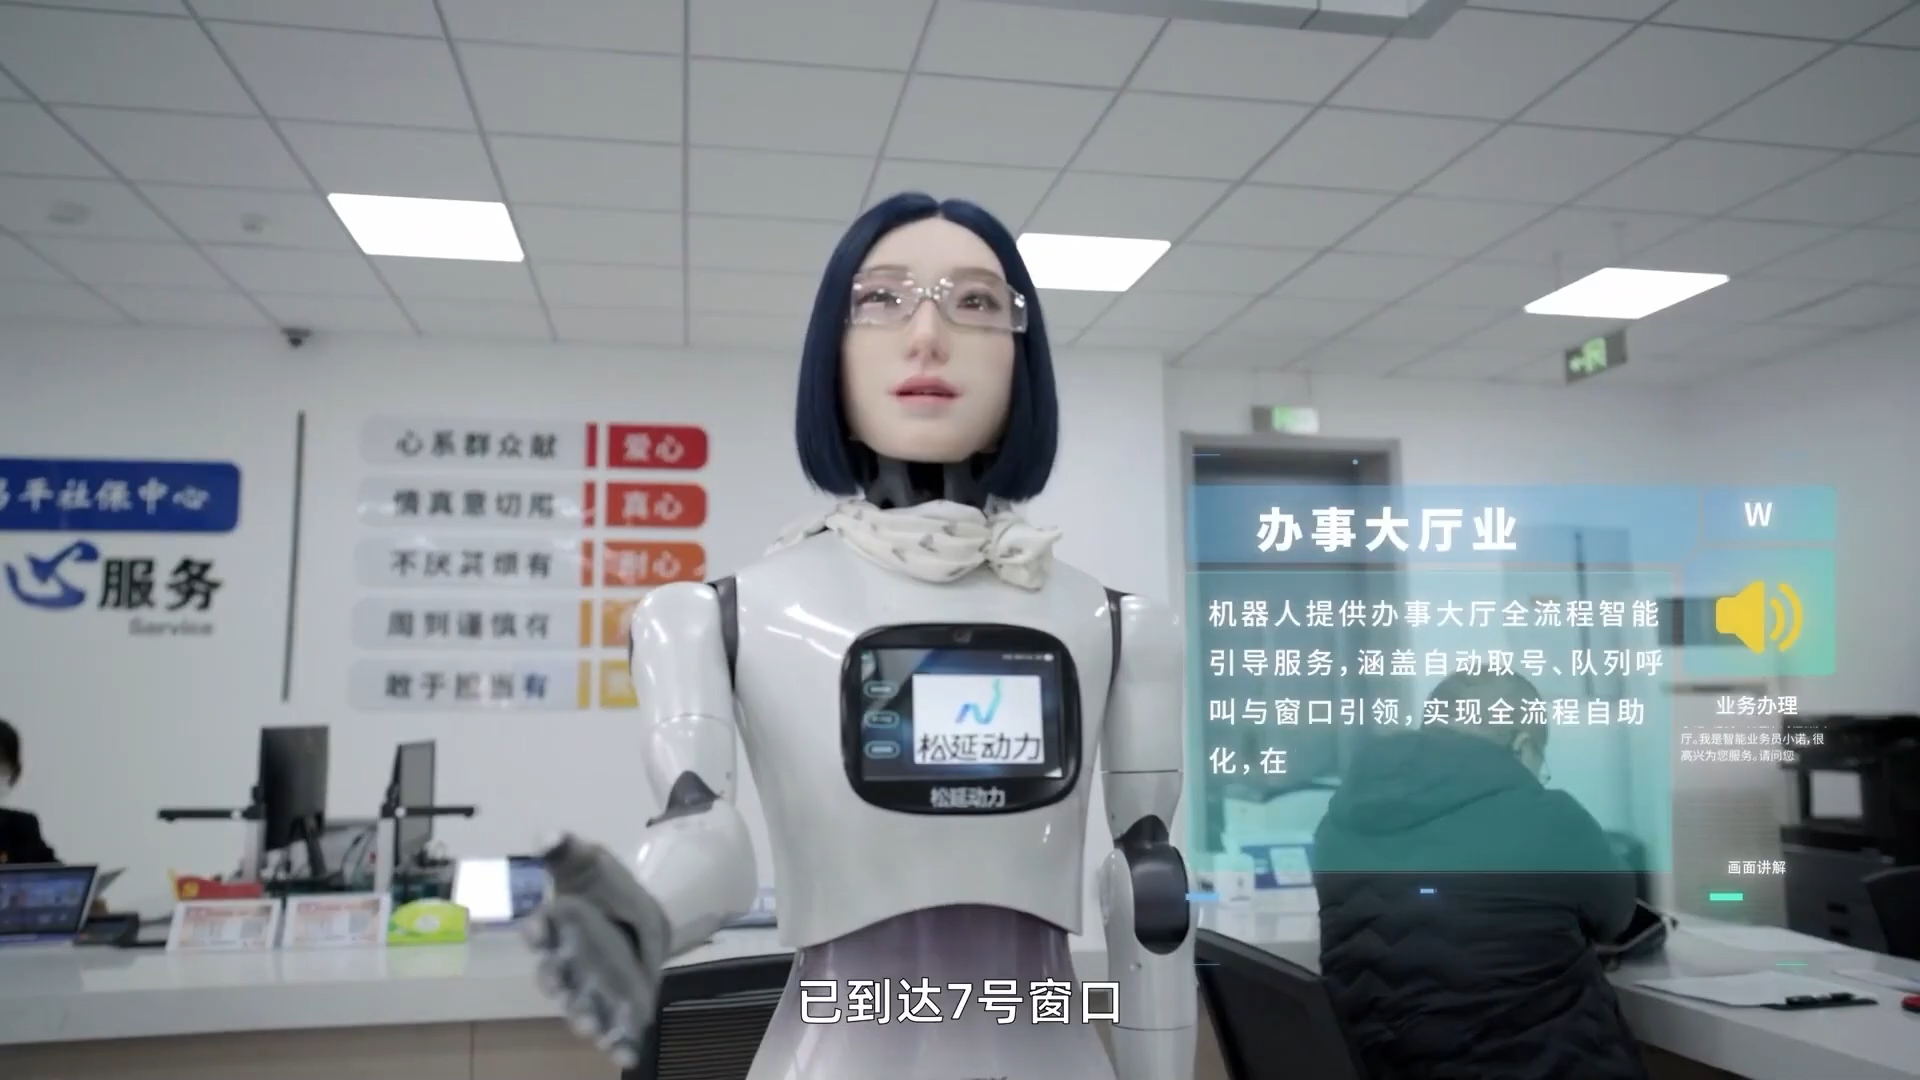 心系群众献 爱心
情真意切用 真心
不厌其烦有 耐心
周到谨慎有
敢于担当有
昌平社保中心
服务
Service
松延动力
松延动力
办事大厅业
机器人提供办事大厅全流程智能
引导服务，涵盖自动取号、队列呼
叫与窗口引领，实现全流程自助
化，在
W
业务办理
厅。我是智能业务员小诺，很
高兴为您服务。请问您
画面讲解
已到达7号窗口